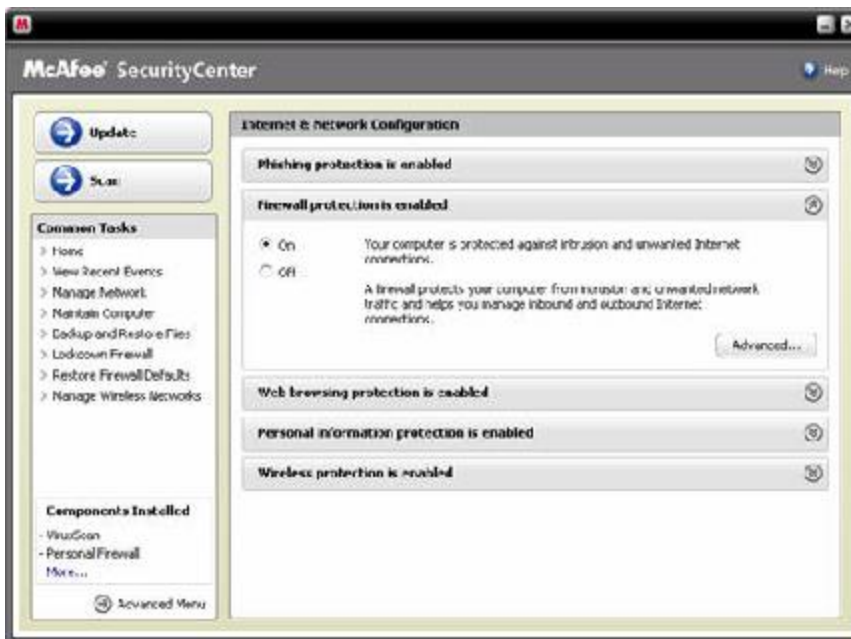 McAfee® SecurityCenter
Help
Update
Scan
Common Tasks
Home
View Recent Events
Manage Network
Maintain Computer
Backup and Restore Files
Lockdown Firewall
Restore Firewall Defaults
Manage Wireless Networks
Components Installed
- VirusScan
- Personal Firewall
More...
Advanced Menu
Internet & Network Configuration
Phishing protection is enabled
Firewall protection is enabled
On
Off
Your computer is protected against intrusion and unwanted Internet
connections.
A firewall protects your computer from intrusion and unwanted network
traffic and helps you manage inbound and outbound Internet
connections.
Advanced...
Web browsing protection is enabled
Personal information protection is enabled
Wireless protection is enabled